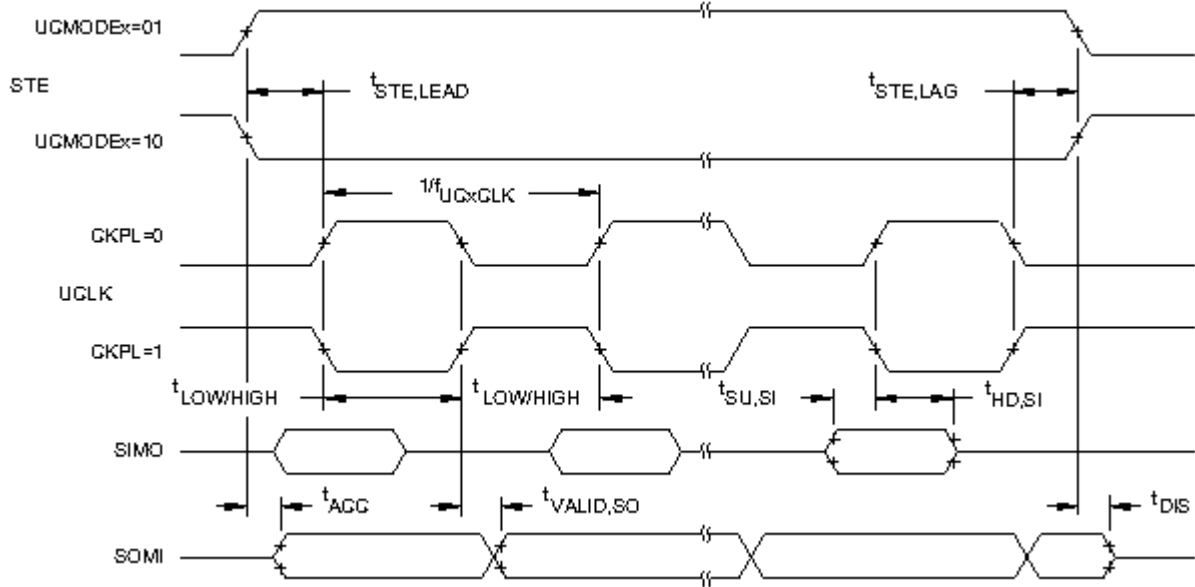 UCMODEx=01
STE
tSTE,LEAD
tSTE,LAG
UCMODEx=10
1/fUCxCLK
CKPL=0
UCLK
CKPL=1
tLOW/HIGH
tLOW/HIGH
tSU,SI
tHD,SI
SIMO
tACC
tVALID,SO
tDIS
SOMI